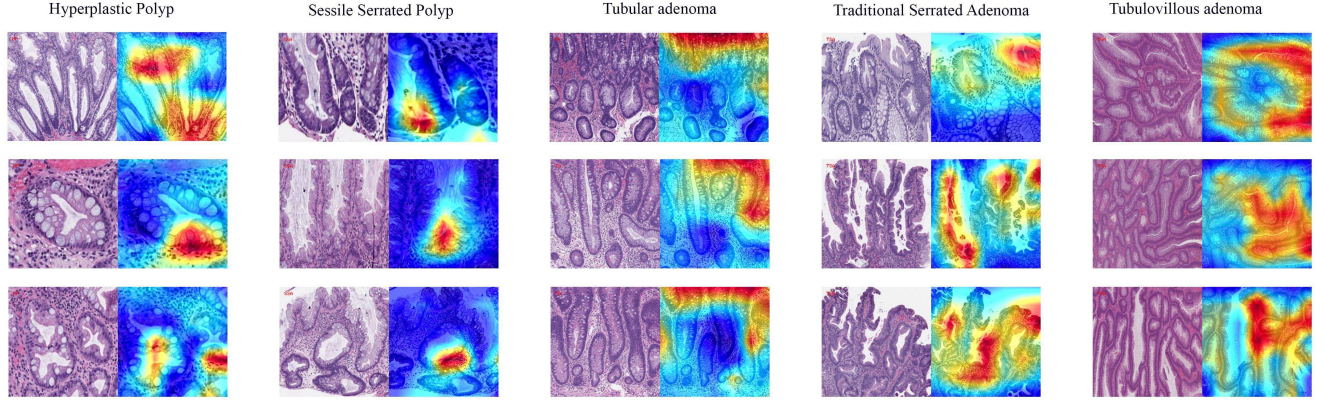 Hyperplastic Polyp
Sessile Serrated Polyp
Tubular adenoma
Traditional Serrated Adenoma
Tubulovillous adenoma